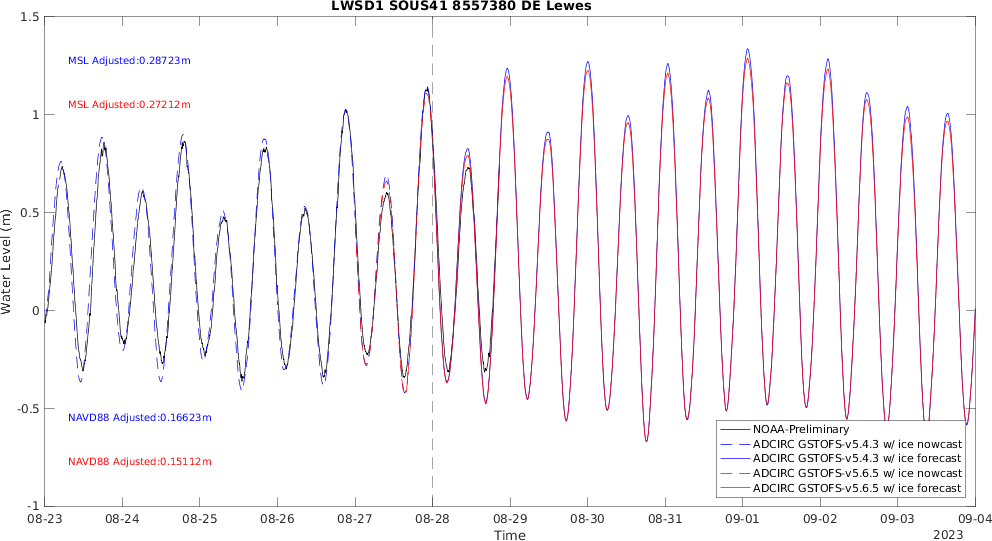 LWSD1 SOUS41 8557380 DE Lewes
1.5
1
0.5
0
-0.5
-1
Water Level (m)
MSL Adjusted:0.28723m
MSL Adjusted:0.27212m
NAVD88 Adjusted:0.16623m
NAVD88 Adjusted:0.15112m
NOAA-Preliminary
ADCIRC GSTOFS-v5.4.3 w/ ice nowcast
ADCIRC GSTOFS-v5.4.3 w/ ice forecast
ADCIRC GSTOFS-v5.6.5 w/ ice nowcast
ADCIRC GSTOFS-v5.6.5 w/ ice forecast
08-23 08-24 08-25 08-26 08-27 08-28 08-29 08-30 08-31 09-01 09-02 09-03 09-04
Time
2023